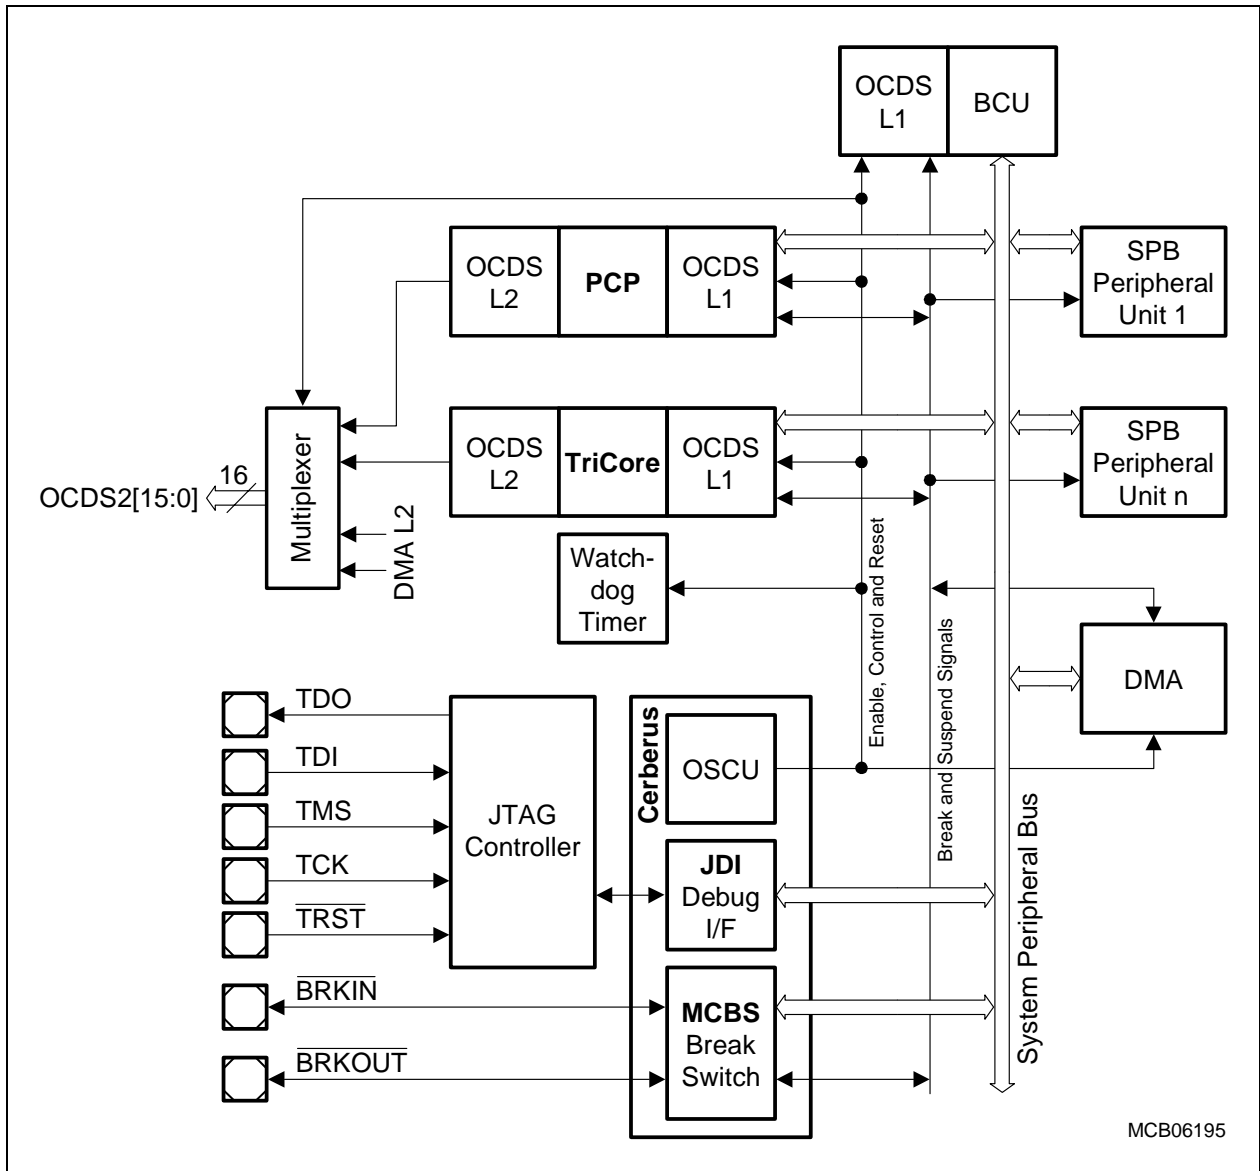 OCDS
L1
BCU
OCDS
L2
PCP
OCDS
L1
SPB
Peripheral
Unit 1
OCDS
L2
TriCore
OCDS
L1
SPB
Peripheral
Unit n
Multiplexer
16
OCDS2[15:0]
DMA L2
Watch-
dog
Timer
Enable, Control and Reset
Break and Suspend Signals
DMA
TDO
TDI
TMS
TCK
TRST
BRKIN
BRKOUT
JTAG
Controller
Cerberus
OSCU
JDI
Debug
I/F
MCBS
Break
Switch
System Peripheral Bus
MCB06195